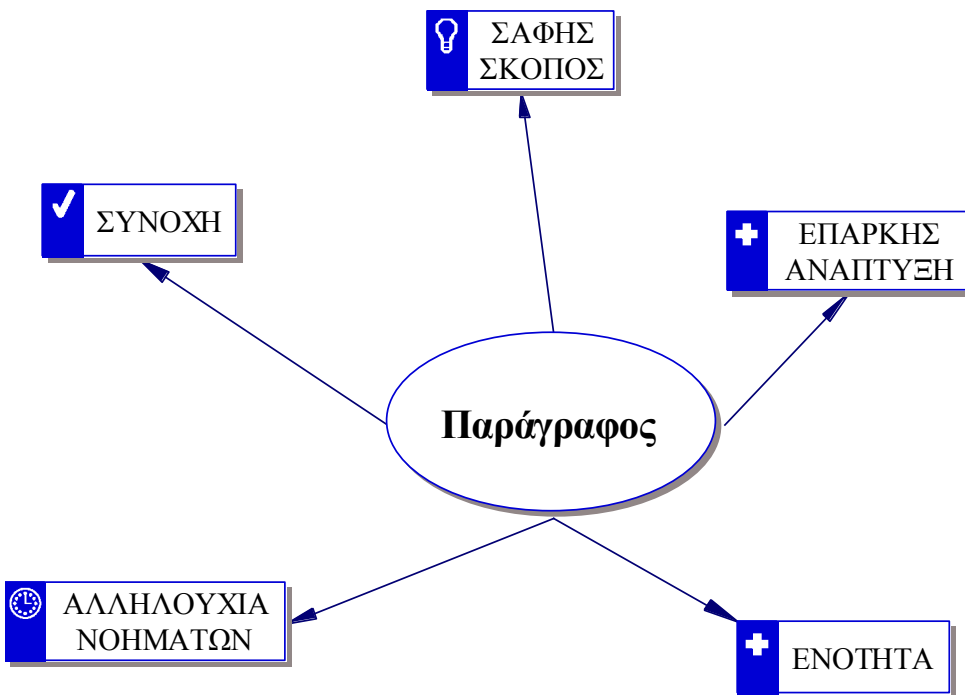 ΣΑΦΗΣ
ΣΚΟΠΟΣ
ΣΥΝΟΧΗ
ΕΠΑΡΚΗΣ
ΑΝΑΠΤΥΞΗ
Παράγραφος
ΑΛΛΗΛΟΥΧΙΑ
ΝΟΗΜΑΤΩΝ
ΕΝΟΤΗΤΑ